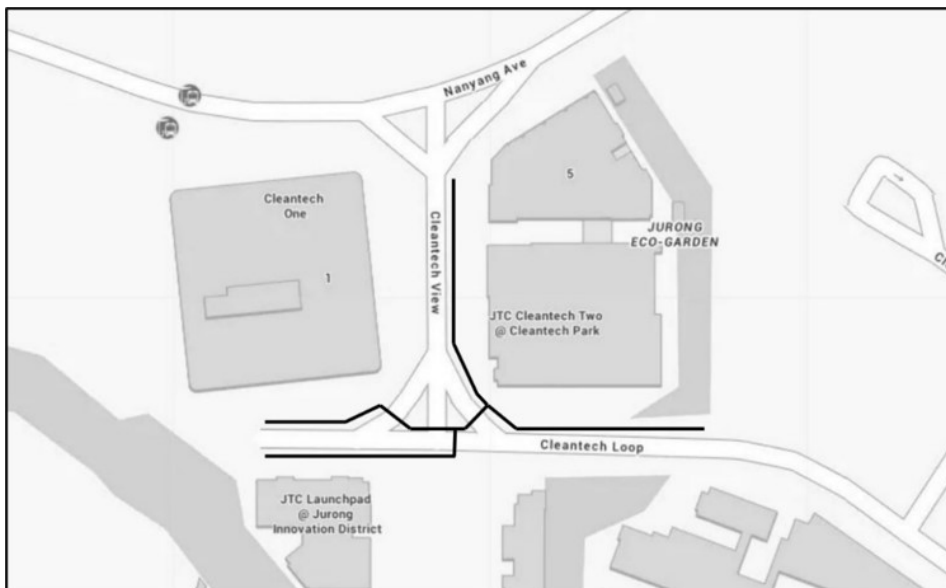 Nanyang Ave
Cleantech
One
1
Cleantech View
5
JURONG
ECO-GARDEN
JTC Cleantech Two
@ Cleantech Park
Cleantech Loop
JTC Launchpad
@ Jurong
Innovation District